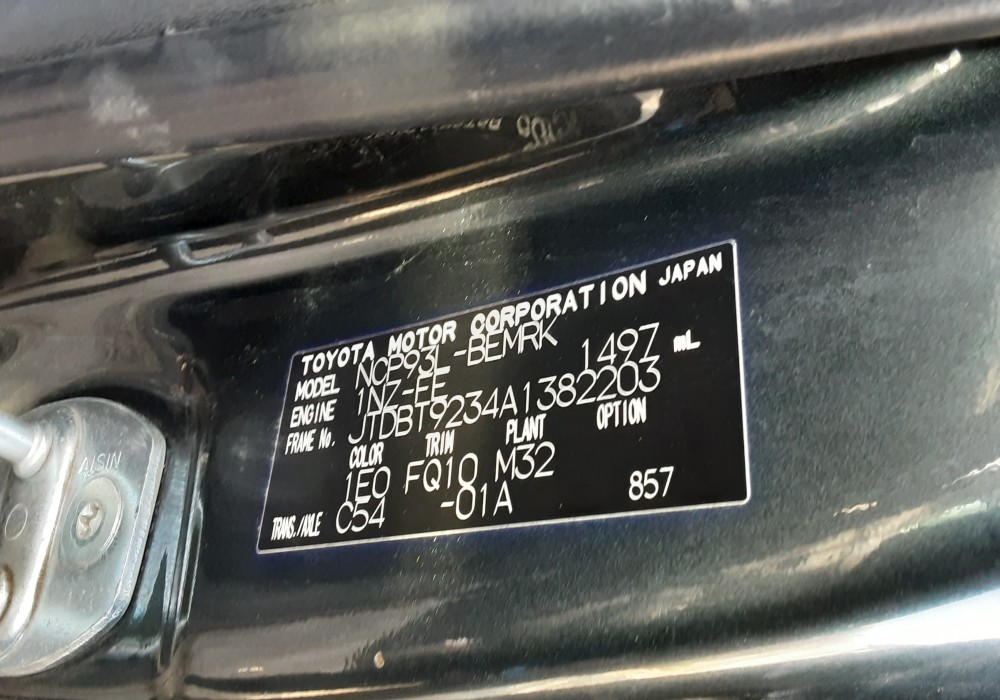 TOYOTA MOTOR CORPORATION JAPAN
MODEL NCP93L-BEMRK
ENGINE 1NZ-FE 1497 mL
FRAME No. JTDBT9234A1382203
COLOR TRIM PLANT OPTION
1E0 FQ10 M32
TRANS./AXLE C54 -01A 857
AISIN